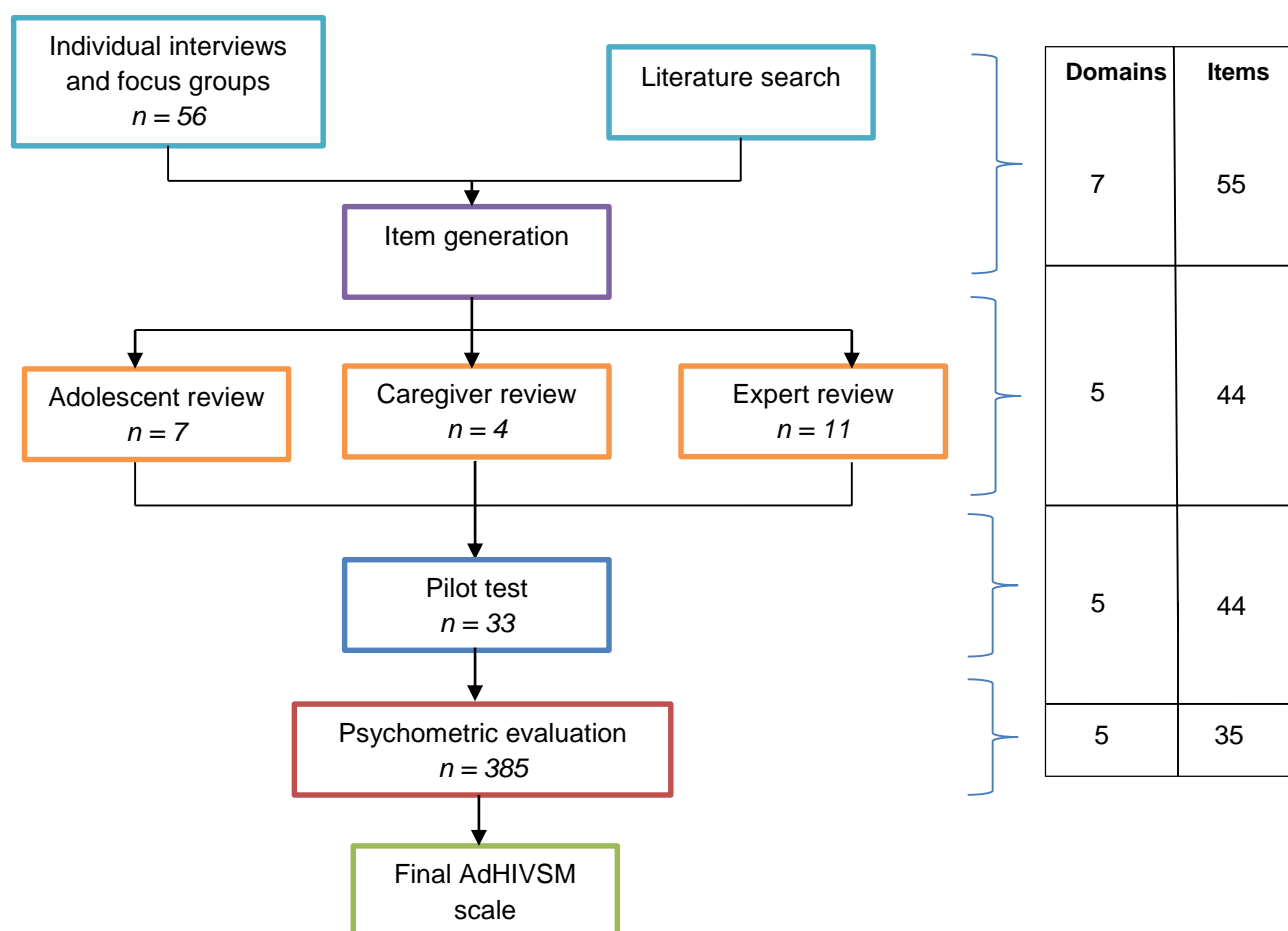 Individual interviews
and focus groups
n = 56
Literature search
Domains Items
7 55
Item generation
Adolescent review
n = 7
Caregiver review
n = 4
Expert review
n = 11
5 44
Pilot test
n = 33
5 44
Psychometric evaluation
n = 385
5 35
Final AdHIVSM
scale